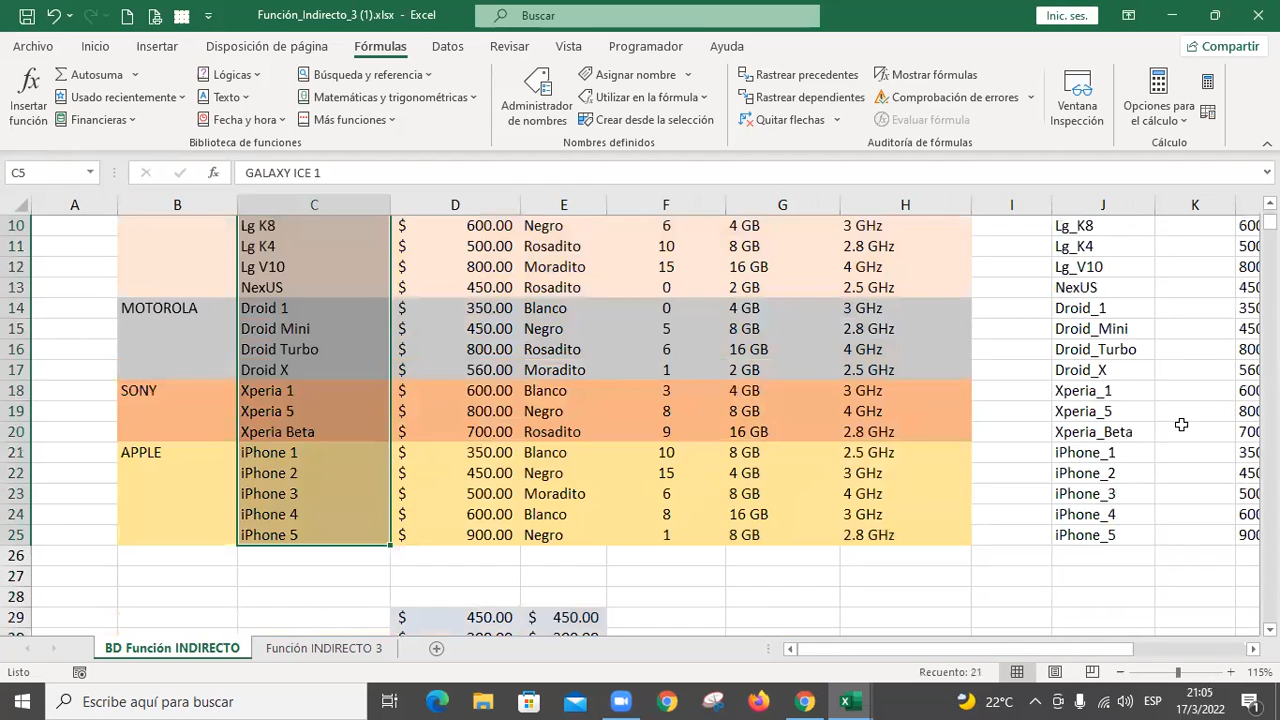 Función_Indirecto_3 (1).xlsx - Excel
Buscar
Inic. ses.
Archivo Inicio Insertar Disposición de página Fórmulas Datos Revisar Vista Programador Ayuda
Compartir
Insertar función
Autosuma
Usado recientemente
Financieras
Lógicas
Texto
Fecha y hora
Búsqueda y referencia
Matemáticas y trigonométricas
Más funciones
Biblioteca de funciones
Administrador de nombres
Asignar nombre
Utilizar en la fórmula
Crear desde la selección
Nombres definidos
Rastrear precedentes
Rastrear dependientes
Quitar flechas
Mostrar fórmulas
Comprobación de errores
Evaluar fórmula
Auditoría de fórmulas
Ventana Inspección
Opciones para el cálculo
Cálculo
C5 fx GALAXY ICE 1
A B C D E F G H I J K
10 Lg K8 $ 600.00 Negro 6 4 GB 3 GHz Lg_K8 600
11 Lg K4 $ 500.00 Rosadito 10 8 GB 2.8 GHz Lg_K4 500
12 Lg V10 $ 800.00 Moradito 15 16 GB 4 GHz Lg_V10 800
13 NexUS $ 450.00 Rosadito 0 2 GB 2.5 GHz NexUS 450
14 MOTOROLA Droid 1 $ 350.00 Blanco 0 4 GB 3 GHz Droid_1 350
15 Droid Mini $ 450.00 Negro 5 8 GB 2.8 GHz Droid_Mini 450
16 Droid Turbo $ 800.00 Rosadito 6 16 GB 4 GHz Droid_Turbo 800
17 Droid X $ 560.00 Moradito 1 2 GB 2.5 GHz Droid_X 560
18 SONY Xperia 1 $ 600.00 Blanco 3 4 GB 3 GHz Xperia_1 600
19 Xperia 5 $ 800.00 Negro 8 8 GB 4 GHz Xperia_5 800
20 Xperia Beta $ 700.00 Rosadito 9 16 GB 2.8 GHz Xperia_Beta 700
21 APPLE iPhone 1 $ 350.00 Blanco 10 8 GB 2.5 GHz iPhone_1 350
22 iPhone 2 $ 450.00 Negro 15 4 GB 3 GHz iPhone_2 450
23 iPhone 3 $ 500.00 Moradito 6 8 GB 4 GHz iPhone_3 500
24 iPhone 4 $ 600.00 Blanco 8 16 GB 3 GHz iPhone_4 600
25 iPhone 5 $ 900.00 Negro 1 8 GB 2.8 GHz iPhone_5 900
26
27
28
29 $ 450.00 $ 450.00
BD Función INDIRECTO Función INDIRECTO 3
Listo Recuento: 21 115%
Escribe aquí para buscar 22°C ESP 21:05
17/3/2022